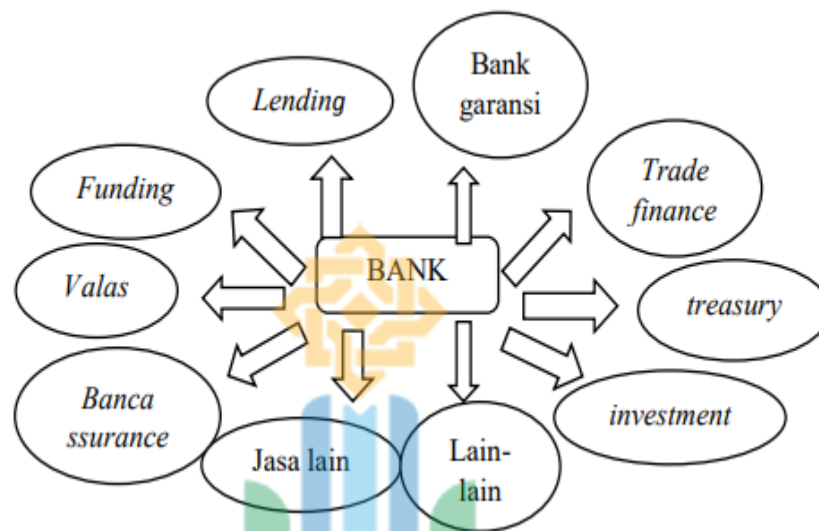 Lending
Bank
garansi
Funding
Trade
finance
BANK
Valas
treasury
Banca
ssurance
investment
Jasa lain
Lain-
lain